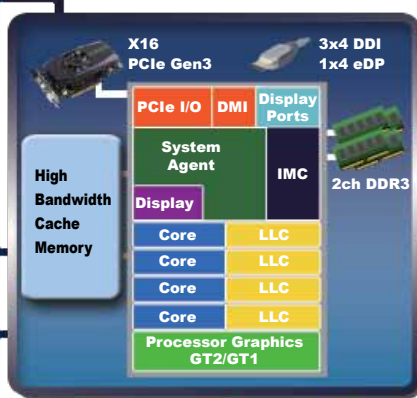 X16
PCIe Gen3
3x4 DDI
1x4 eDP
PCIe I/O
DMI
Display
Ports
System
Agent
IMC
2ch DDR3
High
Bandwidth
Cache
Memory
Display
Core
LLC
Core
LLC
Core
LLC
Core
LLC
Processor Graphics
GT2/GT1